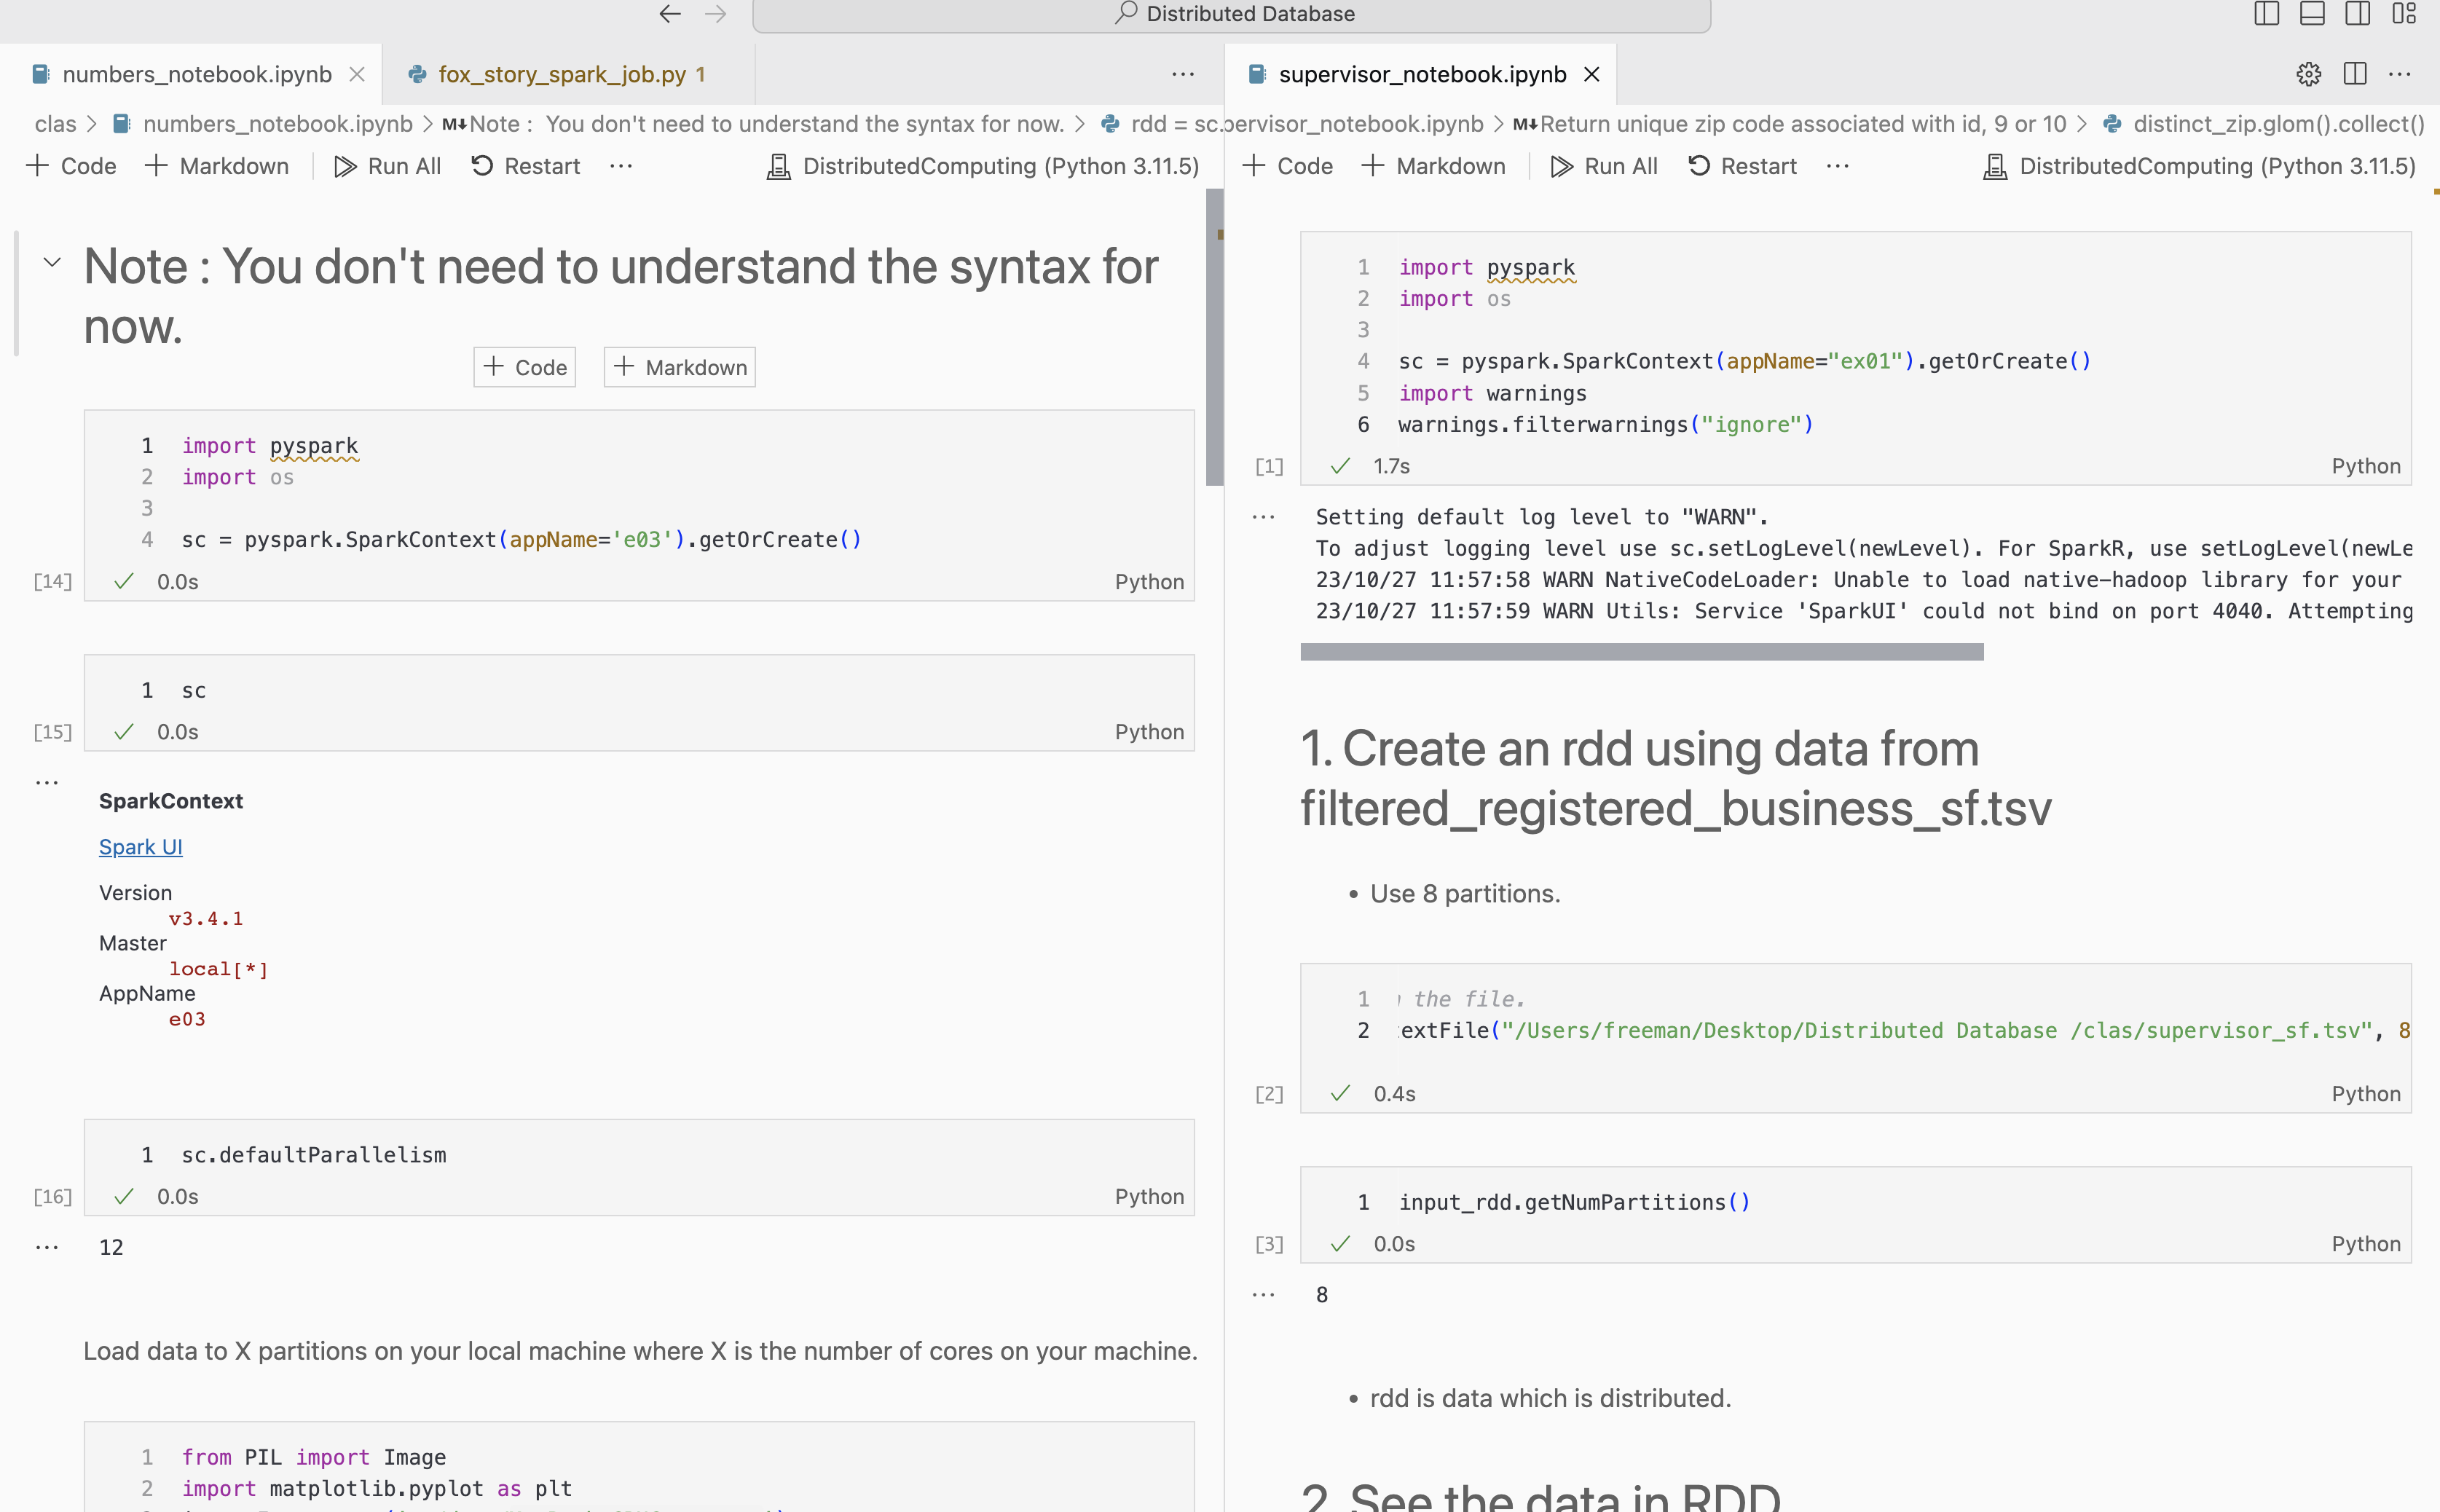 Distributed Database
numbers_notebook.ipynb
fox_story_spark_job.py 1
clas > numbers_notebook.ipynb > M↓Note : You don't need to understand the syntax for now. > rdd = sc.
+ Code + Markdown Run All Restart ... DistributedComputing (Python 3.11.5)
Note : You don't need to understand the syntax for
now.
+ Code + Markdown
1 import pyspark
2 import os
3
4 sc = pyspark.SparkContext(appName='e03').getOrCreate()
[14] 0.0s Python
1 sc
[15] 0.0s Python
...
SparkContext
Spark UI
Version
v3.4.1
Master
local[*]
AppName
e03
1 sc.defaultParallelism
[16] 0.0s Python
... 12
Load data to X partitions on your local machine where X is the number of cores on your machine.
1 from PIL import Image
2 import matplotlib.pyplot as plt
supervisor_notebook.ipynb
pervisor_notebook.ipynb > M↓Return unique zip code associated with id, 9 or 10 > distinct_zip.glom().collect()
+ Code + Markdown Run All Restart ... DistributedComputing (Python 3.11.5)
1 import pyspark
2 import os
3
4 sc = pyspark.SparkContext(appName="ex01").getOrCreate()
5 import warnings
6 warnings.filterwarnings("ignore")
[1] 1.7s Python
... Setting default log level to "WARN".
To adjust logging level use sc.setLogLevel(newLevel). For SparkR, use setLogLevel(newLe
23/10/27 11:57:58 WARN NativeCodeLoader: Unable to load native-hadoop library for your
23/10/27 11:57:59 WARN Utils: Service 'SparkUI' could not bind on port 4040. Attempting
1. Create an rdd using data from
filtered_registered_business_sf.tsv
• Use 8 partitions.
1 the file.
2 extFile("/Users/freeman/Desktop/Distributed Database /clas/supervisor_sf.tsv", 8
[2] 0.4s Python
1 input_rdd.getNumPartitions()
[3] 0.0s Python
... 8
• rdd is data which is distributed.
2. See the data in RDD